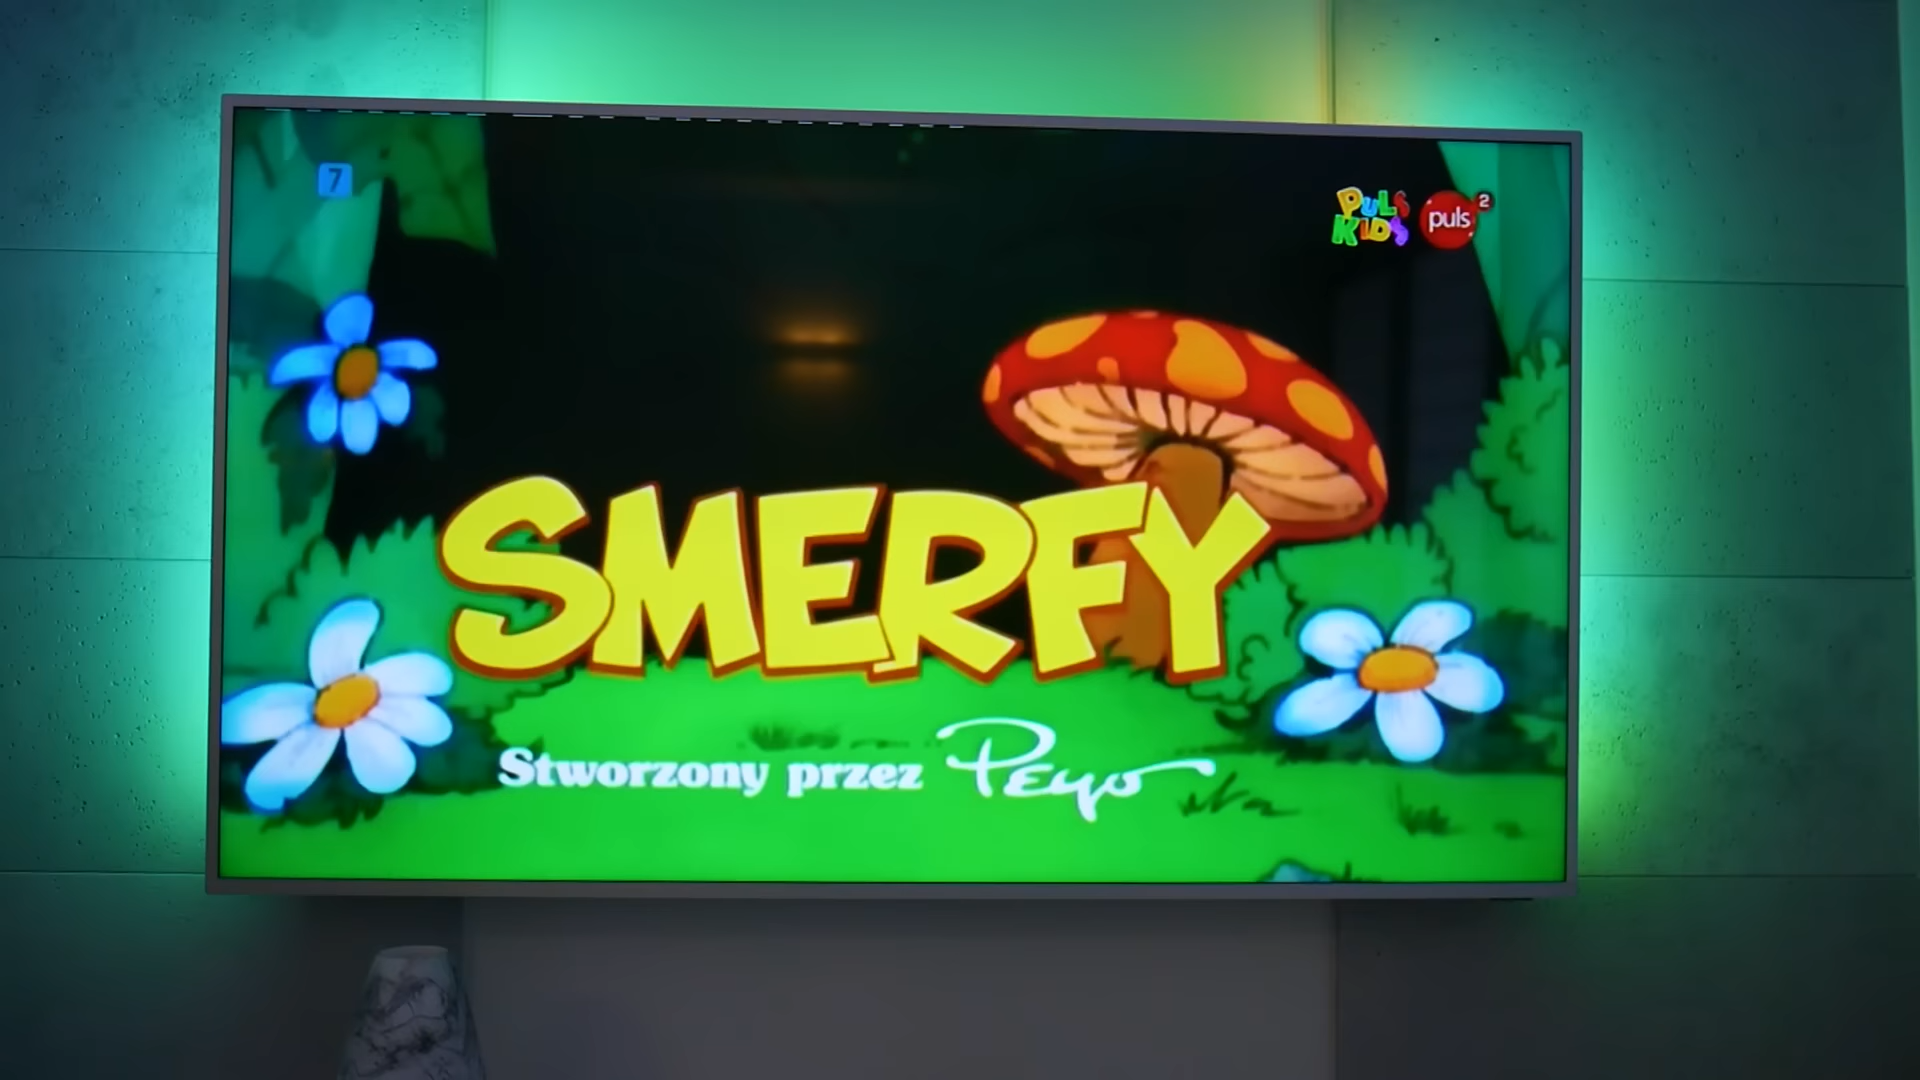 7
PULS
KIDS
puls 2
SMERFY
Stworzony przez Peyo